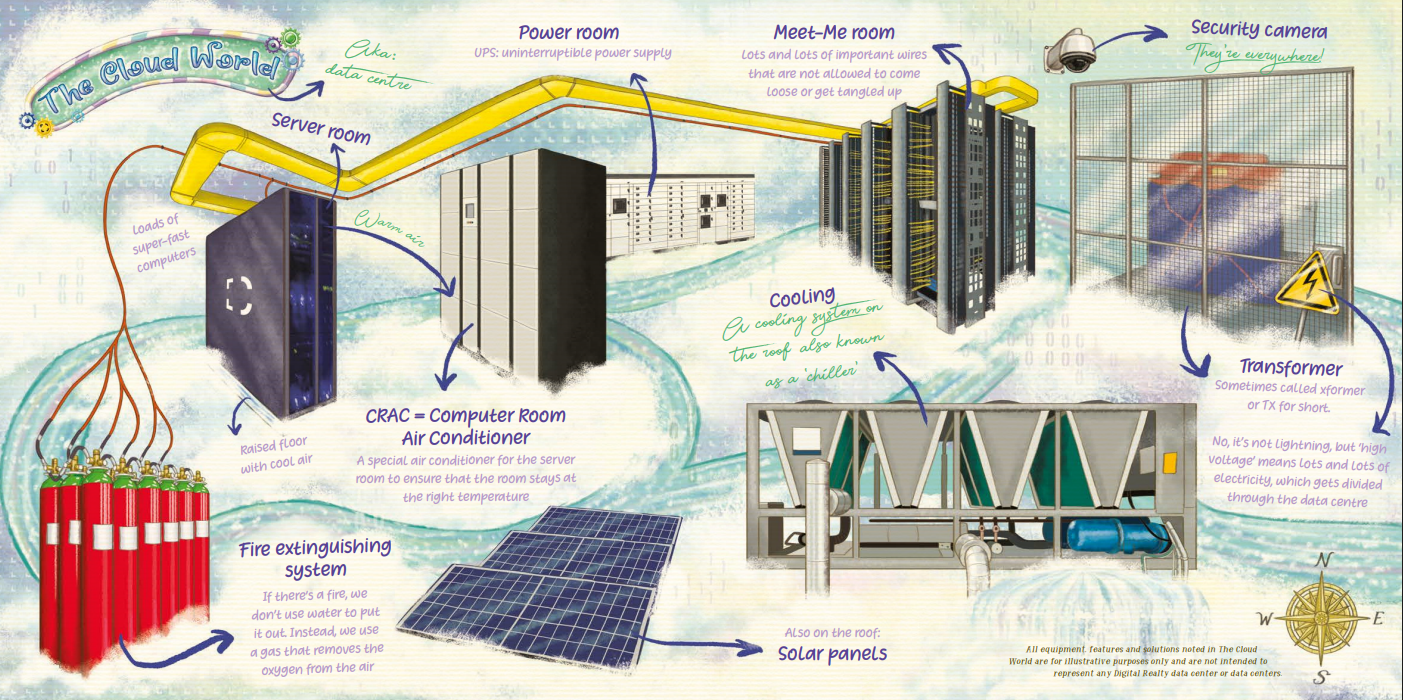 The Cloud World
Aka:
data centre
Server room
Loads of
super-fast
computers
Warm air
Raised floor
with cool air
Power room
UPS: uninterruptible power supply
Meet-Me room
Lots and lots of important wires
that are not allowed to come
loose or get tangled up
Security camera
They're everywhere!
CRAC = Computer Room
Air Conditioner
A special air conditioner for the server
room to ensure that the room stays at
the right temperature
Cooling
A cooling system on
the roof also known
as a 'chiller'
Transformer
Sometimes called xformer
or TX for short.
No, it's not lightning, but 'high
voltage' means lots and lots of
electricity, which gets divided
through the data centre
Fire extinguishing
system
If there's a fire, we
don't use water to put
it out. Instead, we use
a gas that removes the
oxygen from the air
Also on the roof:
Solar panels
N
W E
S
All equipment, features and solutions noted in The Cloud
World are for illustrative purposes only and are not intended to
represent any Digital Realty data center or data centers.